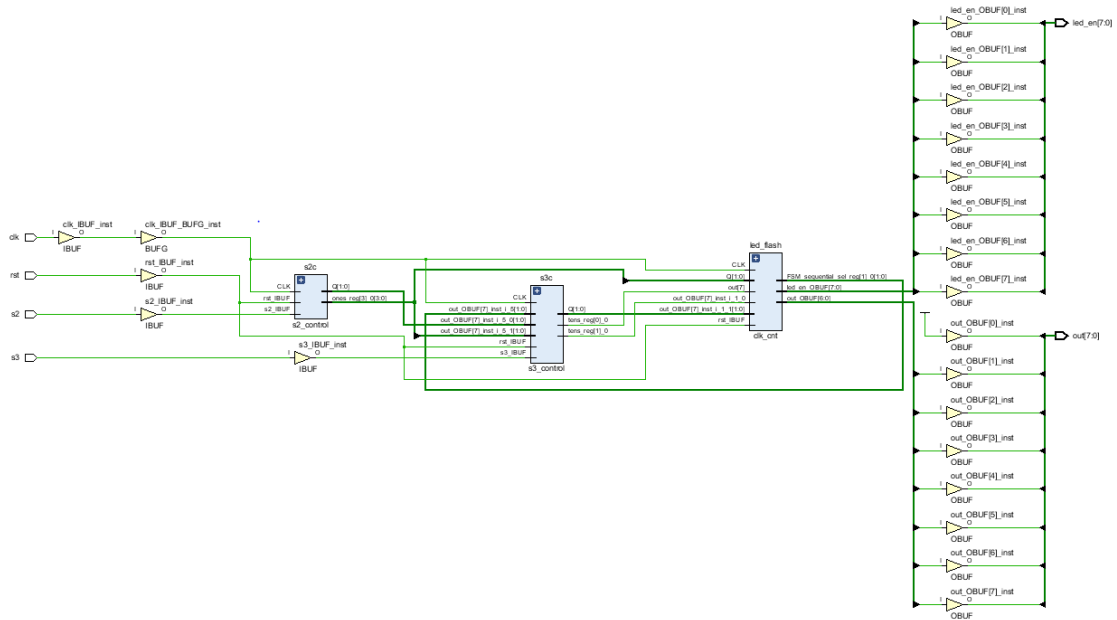 clk
clk_IBUF_inst
I
O
IBUF
clk_IBUF_BUFG_inst
I
O
BUFG
rst
rst_IBUF_inst
I
O
IBUF
s2
s2_IBUF_inst
I
O
IBUF
s3
s3_IBUF_inst
I
O
IBUF
s2c
CLK
rst_IBUF
s2_IBUF
Q[1:0]
ones_reg[3]_0[3:0]
s2_control
s3c
CLK
out_OBUF[7]_inst_i_5[1:0]
out_OBUF[7]_inst_i_5_0[1:0]
out_OBUF[7]_inst_i_5_1[1:0]
rst_IBUF
s3_IBUF
Q[1:0]
tens_reg[0]_0
tens_reg[1]_0
s3_control
led_flash
CLK
Q[1:0]
out[7]
out_OBUF[7]_inst_i_1_0
out_OBUF[7]_inst_i_1_1[1:0]
rst_IBUF
FSM_sequential_sel_reg[1]_0[1:0]
led_en_OBUF[7:0]
out_OBUF[6:0]
clk_cnt
led_en_OBUF[0]_inst
I
O
OBUF
led_en[7:0]
led_en_OBUF[1]_inst
I
O
OBUF
led_en_OBUF[2]_inst
I
O
OBUF
led_en_OBUF[3]_inst
I
O
OBUF
led_en_OBUF[4]_inst
I
O
OBUF
led_en_OBUF[5]_inst
I
O
OBUF
led_en_OBUF[6]_inst
I
O
OBUF
led_en_OBUF[7]_inst
I
O
OBUF
out_OBUF[0]_inst
I
O
OBUF
out[7:0]
out_OBUF[1]_inst
I
O
OBUF
out_OBUF[2]_inst
I
O
OBUF
out_OBUF[3]_inst
I
O
OBUF
out_OBUF[4]_inst
I
O
OBUF
out_OBUF[5]_inst
I
O
OBUF
out_OBUF[6]_inst
I
O
OBUF
out_OBUF[7]_inst
I
O
OBUF